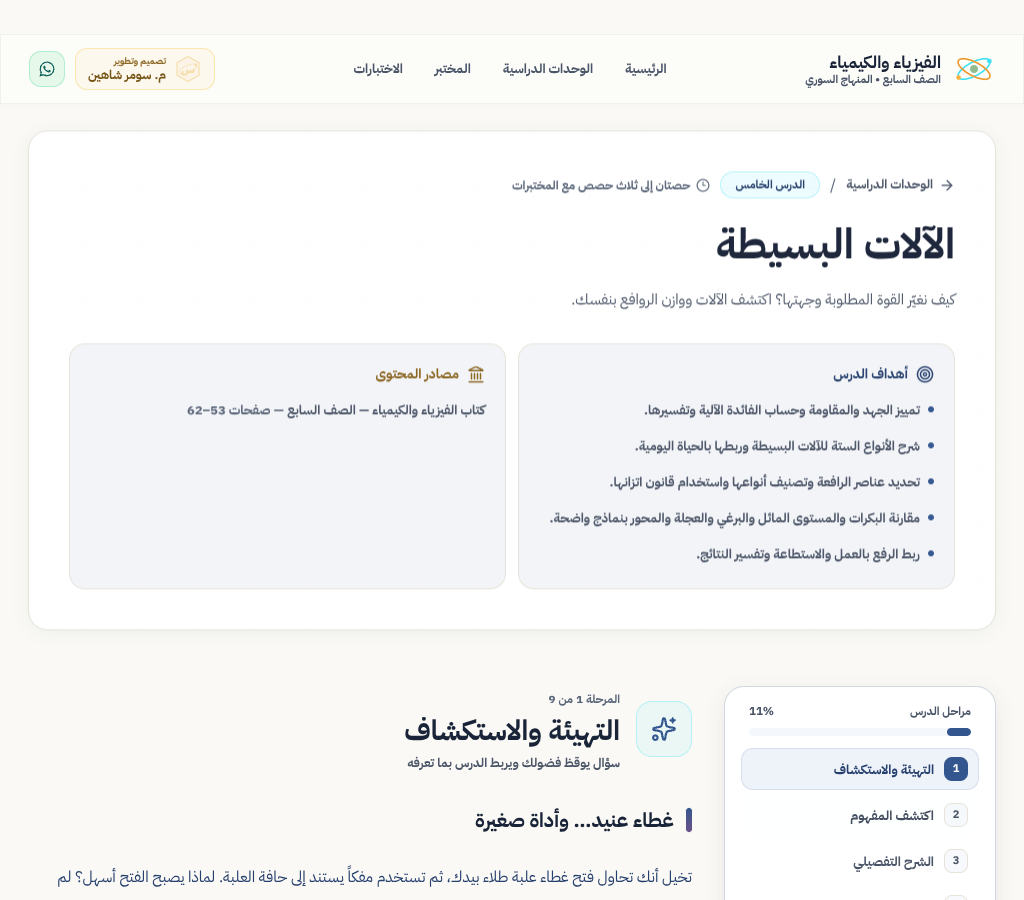 الفيزياء والكيمياء
الصف السابع • المنهاج السوري
الرئيسية
الوحدات الدراسية
المختبر
الاختبارات
تصميم وتطوير
م. سومر شاهين
الوحدات الدراسية / الدرس الخامس حصتان إلى ثلاث حصص مع المختبرات
الآلات البسيطة
كيف نغيّر القوة المطلوبة وجهتها؟ اكتشف الآلات ووازن الروافع بنفسك.
أهداف الدرس
تمييز الجهد والمقاومة وحساب الفائدة الآلية وتفسيرها.
شرح الأنواع الستة للآلات البسيطة وربطها بالحياة اليومية.
تحديد عناصر الرافعة وتصنيف أنواعها واستخدام قانون اتزانها.
مقارنة البكرات والمستوى المائل والبرغي والعجلة والمحور بنماذج واضحة.
ربط الرفع بالعمل والاستطاعة وتفسير النتائج.
مصادر المحتوى
كتاب الفيزياء والكيمياء — الصف السابع — صفحات 53–62
مراحل الدرس
11%
1 التهيئة والاستكشاف
2 اكتشف المفهوم
3 الشرح التفصيلي
المرحلة 1 من 9
التهيئة والاستكشاف
سؤال يوقظ فضولك ويربط الدرس بما تعرفه
غطاء عنيد... وأداة صغيرة
تخيل أنك تحاول فتح غطاء علبة طلاء بيدك، ثم تستخدم مفكاً يستند إلى حافة العلبة. لماذا يصبح الفتح أسهل؟ لم